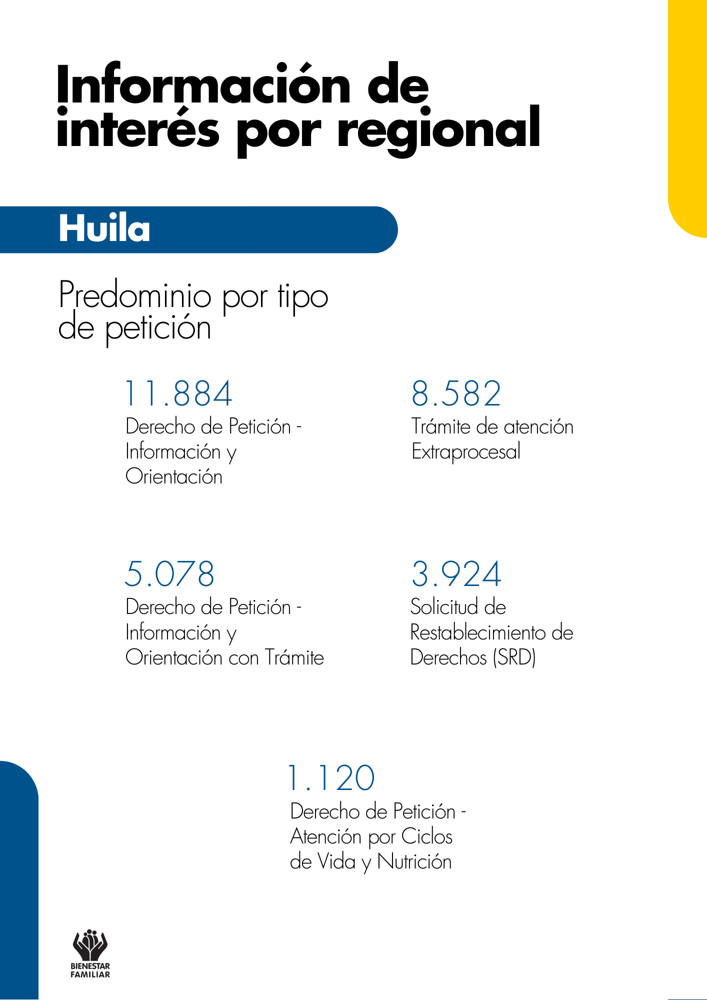 Información de
interés por regional
Huila
Predominio por tipo
de petición
11.884
Derecho de Petición -
Información y
Orientación
8.582
Trámite de atención
Extraprocesal
5.078
Derecho de Petición -
Información y
Orientación con Trámite
3.924
Solicitud de
Restablecimiento de
Derechos (SRD)
1.120
Derecho de Petición -
Atención por Ciclos
de Vida y Nutrición
BIENESTAR
FAMILIAR